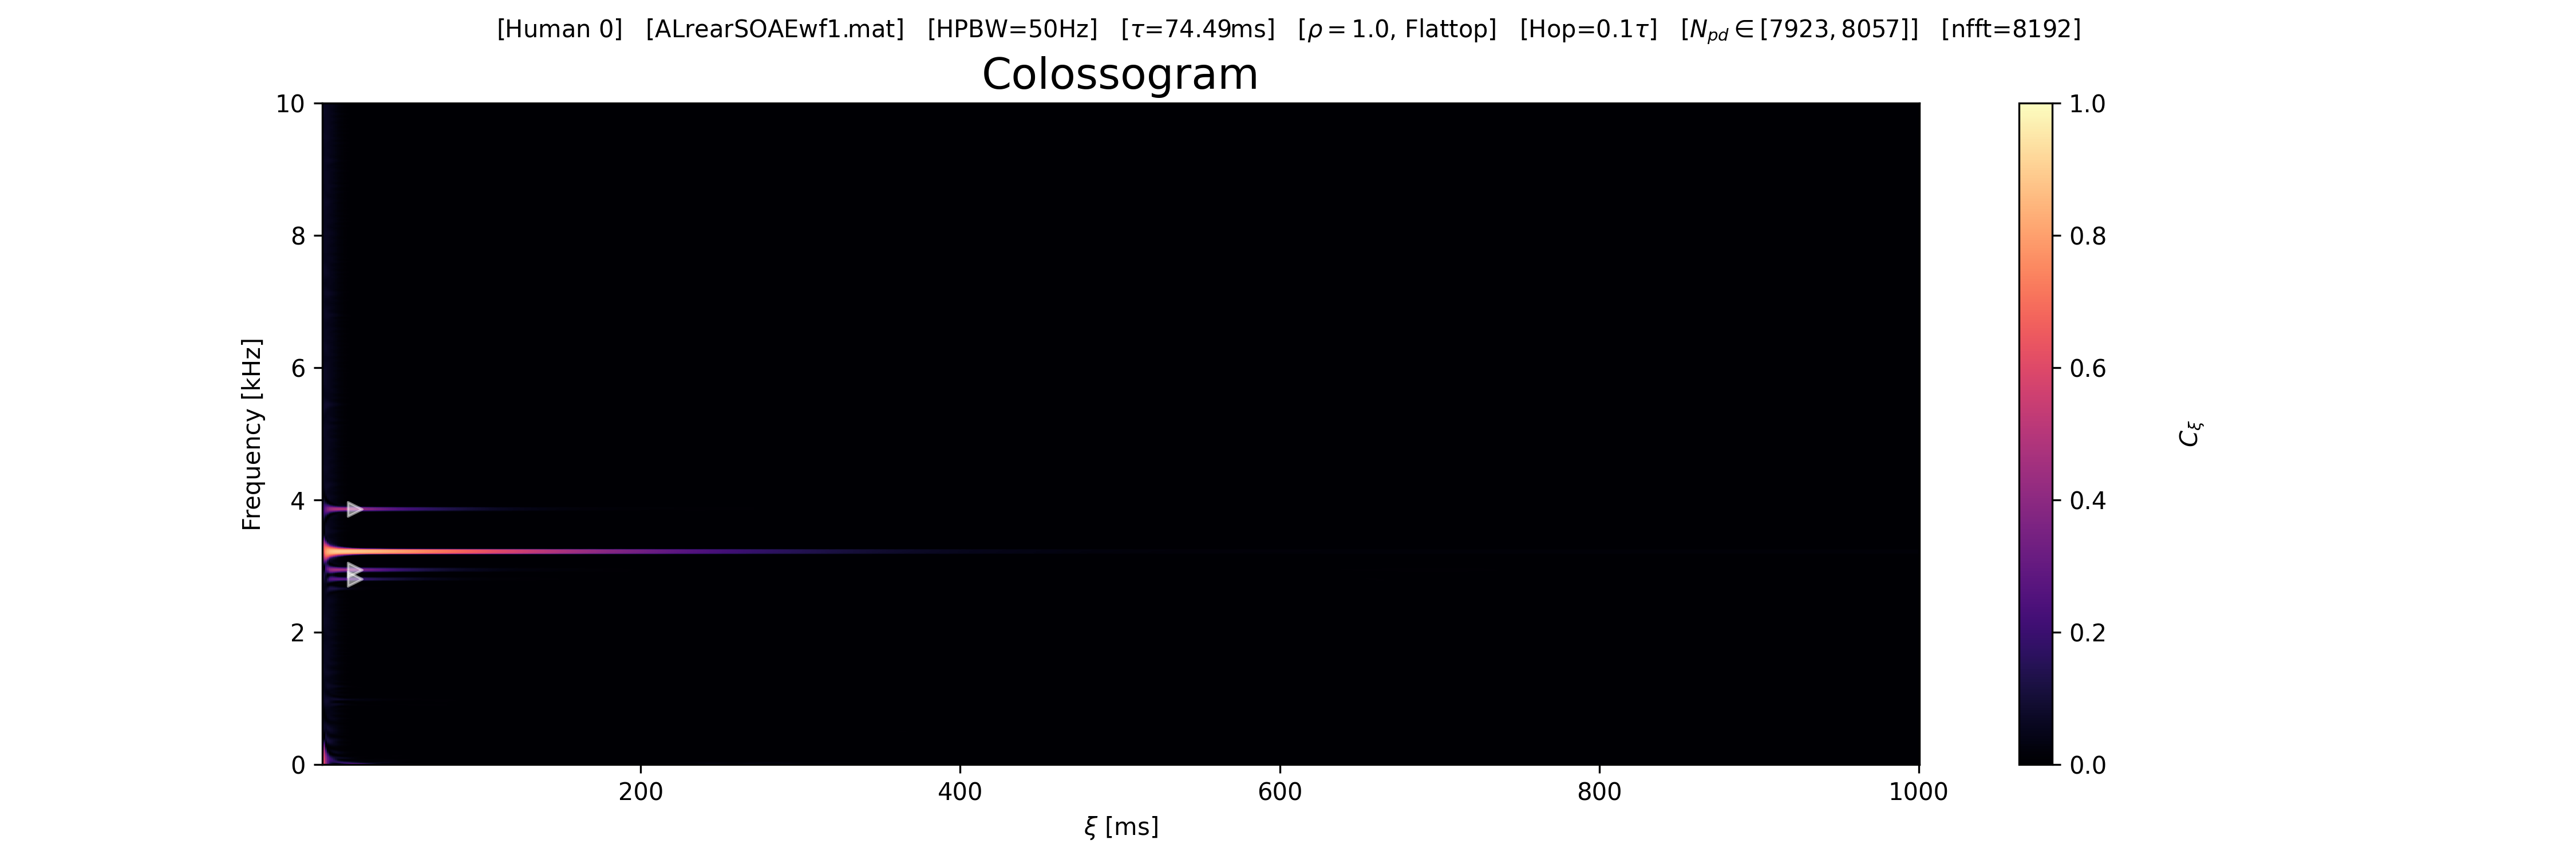 [Human 0] [ALrearSOAEwf1.mat] [HPBW=50Hz] [τ=74.49ms] [ρ = 1.0, Flattop] [Hop=0.1τ] [N_pd ∈ [7923, 8057]] [nfft=8192]
Colossogram
Frequency [kHz]
10
8
6
4
2
0
200 400 600 800 1000
ξ [ms]
1.0
0.8
0.6
0.4
0.2
0.0
C_ξ